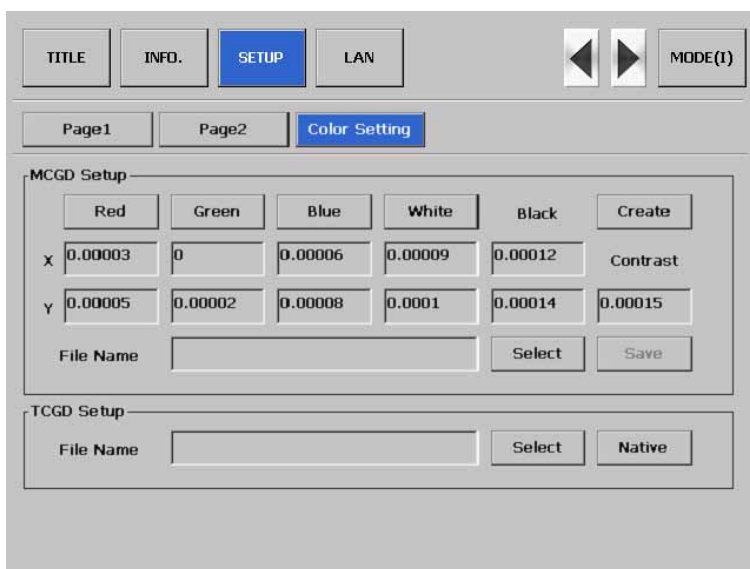 TITLE INFO. SETUP LAN MODE(I)
Page1 Page2 Color Setting
MCGD Setup
Red Green Blue White Black Create
X 0.00003 0 0.00006 0.00009 0.00012 Contrast
Y 0.00005 0.00002 0.00008 0.0001 0.00014 0.00015
File Name Select Save
TCGD Setup
File Name Select Native